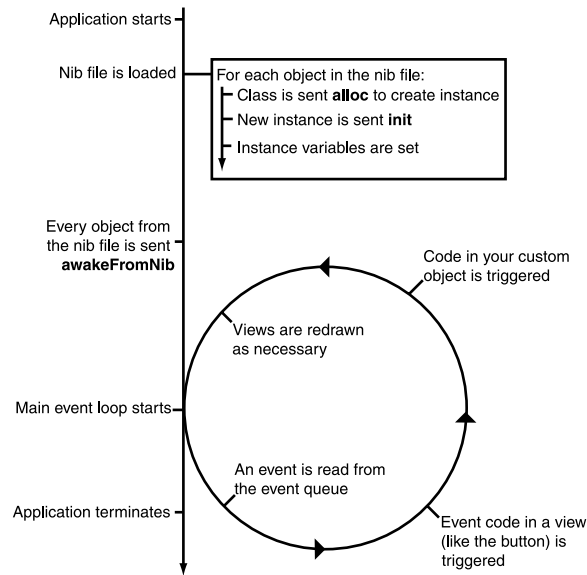 Application starts
Nib file is loaded
For each object in the nib file:
Class is sent alloc to create instance
New instance is sent init
Instance variables are set
Every object from
the nib file is sent
awakeFromNib
Code in your custom
object is triggered
Views are redrawn
as necessary
Main event loop starts
An event is read from
the event queue
Application terminates
Event code in a view
(like the button) is
triggered